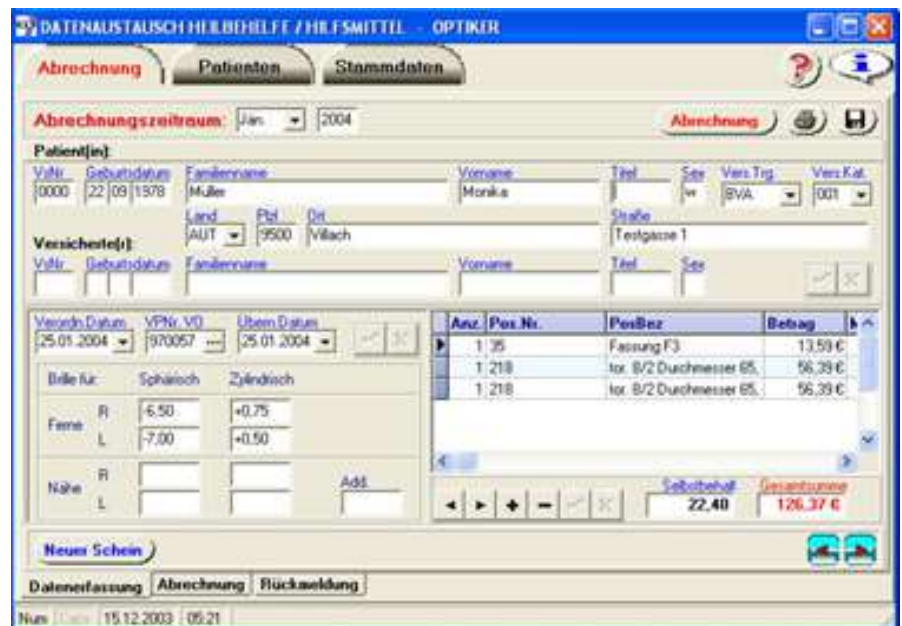 DATENAUSTAUSCH HEILBEHELFE / HILFSMITTEL - OPTIKER
Abrechnung Patienten Stammdaten
Abrechnungszeitraum: Jän 2004 Abrechnung
Patient(in):
VsNr. Geburtsdatum Familienname Vorname Titel Sex Vers.Trg. Vers.Kat.
0000 22 09 1978 Müller Monika w BVA 001
Land Plzl Ort Straße
AUT 9500 Villach Testgasse 1
Versicherte(r):
VsNr. Geburtsdatum Familienname Vorname Titel Sex
Verordn.Datum VPNr. VO Übern.Datum
25.01.2004 970057 ... 25.01.2004
Anz. Pos.Nr. PosBez Betrag
1 35 Fassung F3 13,59 €
1 218 tor. 8/2 Durchmesser 65, 56,39 €
1 218 tor. 8/2 Durchmesser 65, 56,39 €
Brille für: Sphärisch Zylindrisch
Ferne R -6,50 +0,75
L -7,00 +0,50
Nähe R
L
Add.
Selbstbehalt Gesamtsumme
22,40 126,37 €
Neuer Schein
Datenerfassung Abrechnung Rückmeldung
Num 15.12.2003 05:21